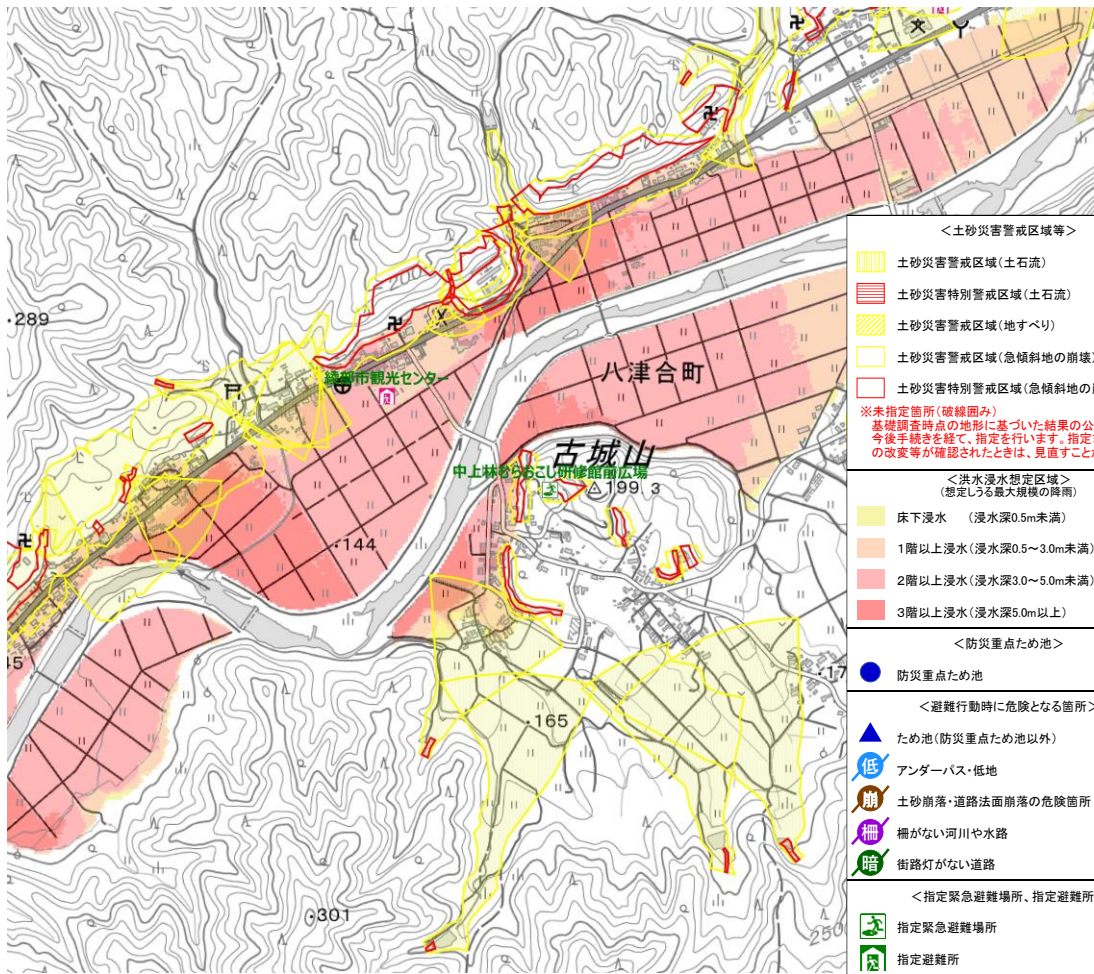 ・289
200
綾部市観光センター
八津合町
古城山
中上林むらおこし研修館前広場
199.3
・144
45
・17
・165
・301
250
＜土砂災害警戒区域等＞
土砂災害警戒区域（土石流）
土砂災害特別警戒区域（土石流）
土砂災害警戒区域（地すべり）
土砂災害警戒区域（急傾斜地の崩壊）
土砂災害特別警戒区域（急傾斜地の
※未指定箇所（破線囲み）
基礎調査時点の地形に基づいた結果の公
今後手続きを経て、指定を行います。指定
の改変等が確認されたときは、見直すことが
＜洪水浸水想定区域＞
（想定しうる最大規模の降雨）
床下浸水　（浸水深0.5m未満）
1階以上浸水（浸水深0.5～3.0m未満）
2階以上浸水（浸水深3.0～5.0m未満）
3階以上浸水（浸水深5.0m以上）
＜防災重点ため池＞
防災重点ため池
＜避難行動時に危険となる箇所＞
ため池（防災重点ため池以外）
低 アンダーパス・低地
崩 土砂崩落・道路法面崩落の危険箇所
柵 柵がない河川や水路
暗 街路灯がない道路
＜指定緊急避難場所、指定避難所
指定緊急避難場所
指定避難所